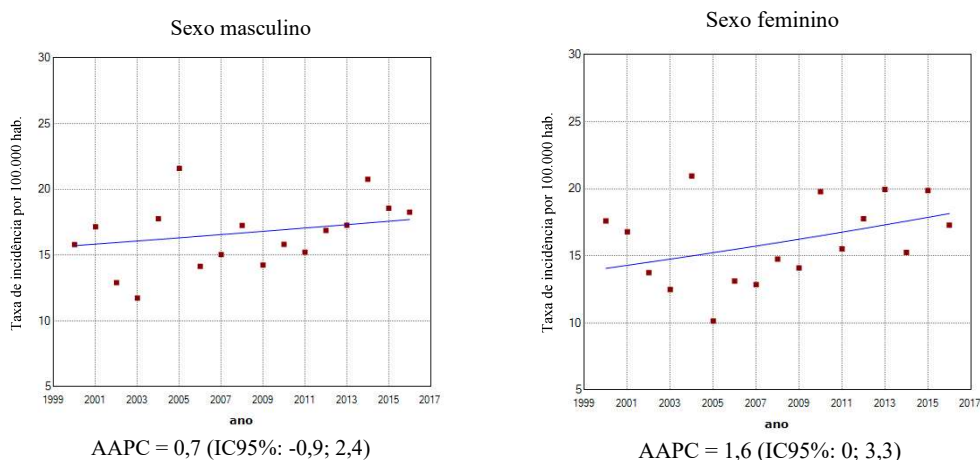 Sexo masculino
Taxa de incidência por 100.000 hab.
30
25
20
15
10
5
1999 2001 2003 2005 2007 2009 2011 2013 2015 2017
ano
AAPC = 0,7 (IC95%: -0,9; 2,4)
Sexo feminino
Taxa de incidência por 100.000 hab.
30
25
20
15
10
5
1999 2001 2003 2005 2007 2009 2011 2013 2015 2017
ano
AAPC = 1,6 (IC95%: 0; 3,3)